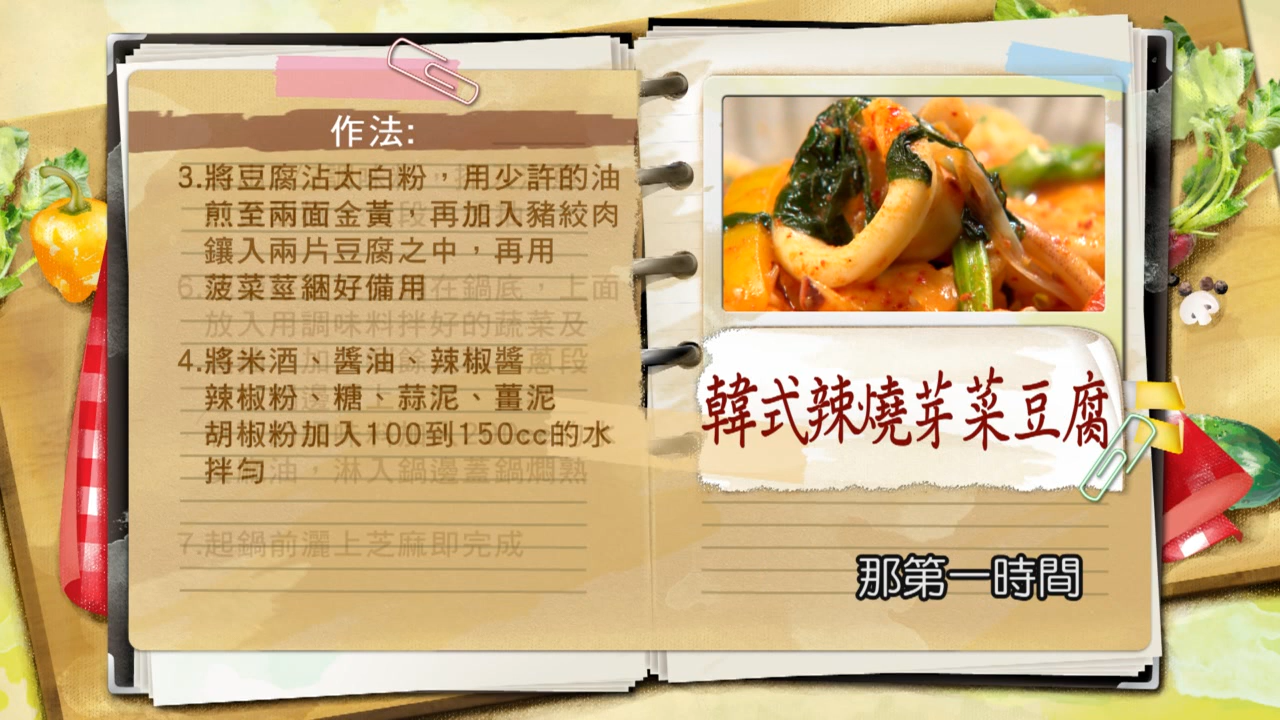 作法:
3.將豆腐沾太白粉，用少許的油
煎至兩面金黃，再加入豬絞肉
鑲入兩片豆腐之中，再用
菠菜莖綑好備用
4.將米酒、醬油、辣椒醬
辣椒粉、糖、蒜泥、薑泥
胡椒粉加入100到150cc的水
拌勻
7.起鍋前灑上芝麻即完成
韓式辣燒芽菜豆腐
那第一時間